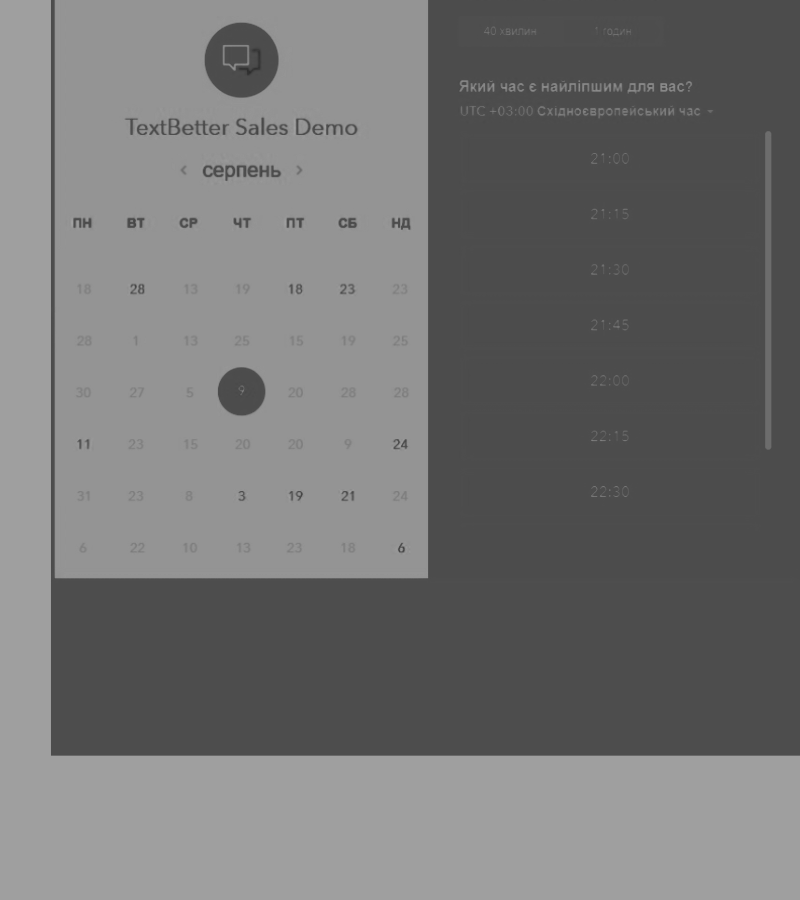 TextBetter Sales Demo
‹ серпень ›
ПН ВТ СР ЧТ ПТ СБ НД
18 28 13 19 18 23 23
28 1 13 25 15 19 25
30 27 5 9 20 28 28
11 23 15 20 20 9 24
31 23 8 3 19 21 24
6 22 10 13 23 18 6
40 хвилин 1 годин
Який час є найліпшим для вас?
UTC +03:00 Східноєвропейський час
21:00
21:15
21:30
21:45
22:00
22:15
22:30